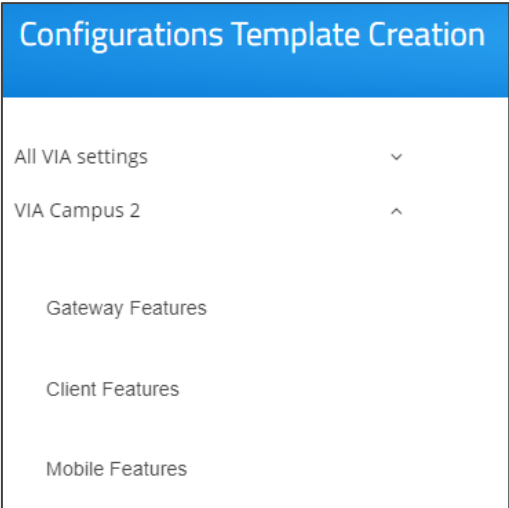 Configurations Template Creation
All VIA settings
VIA Campus 2
Gateway Features
Client Features
Mobile Features